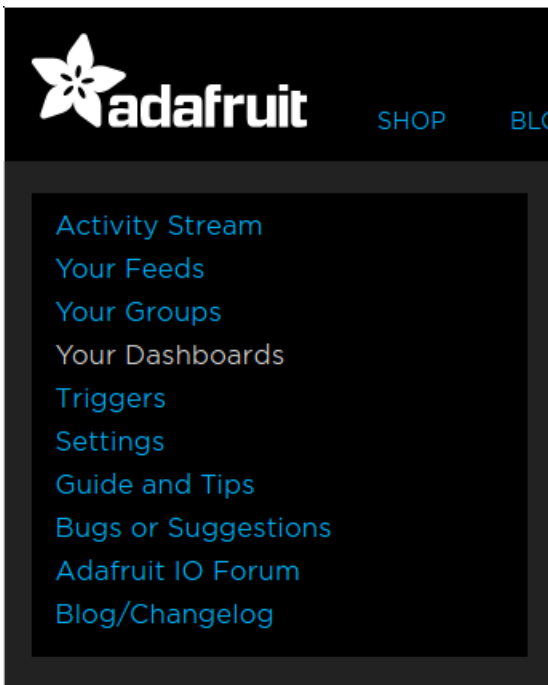 adafruit
SHOP
Activity Stream
Your Feeds
Your Groups
Your Dashboards
Triggers
Settings
Guide and Tips
Bugs or Suggestions
Adafruit IO Forum
Blog/Changelog